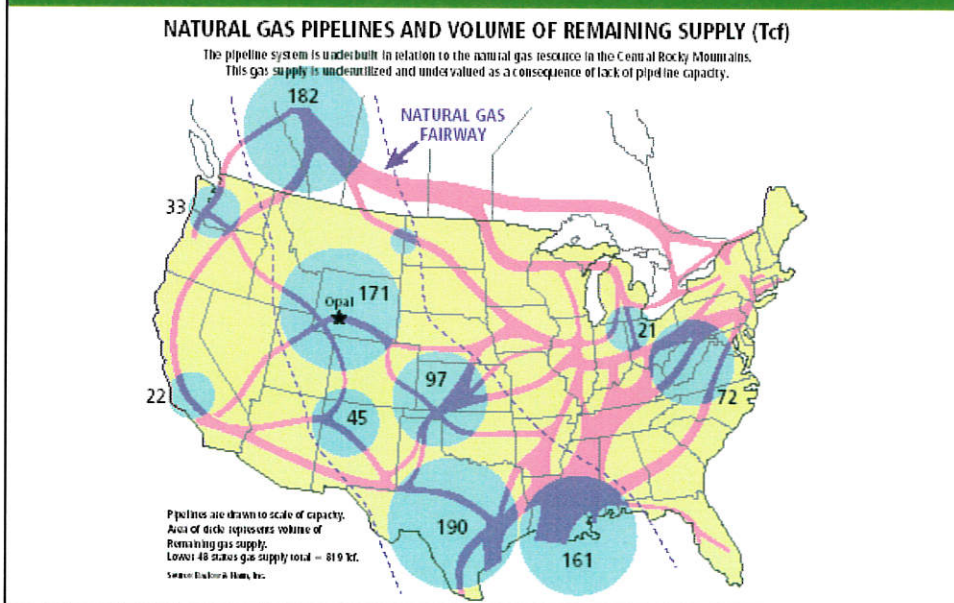 NATURAL GAS PIPELINES AND VOLUME OF REMAINING SUPPLY (Tcf)
The pipeline system is underbuilt in relation to the natural gas resource in the Central Rocky Mountains.
This gas supply is underutilized and undervalued as a consequence of lack of pipeline capacity.
182
NATURAL GAS
FAIRWAY
33
Opal
171
21
97
22
45
72
190
161
Pipelines are drawn to scale of capacity.
Area of circle represents volume of
Remaining gas supply.
Lower 48 states gas supply total = 819 Tcf.
Source: & Inc.